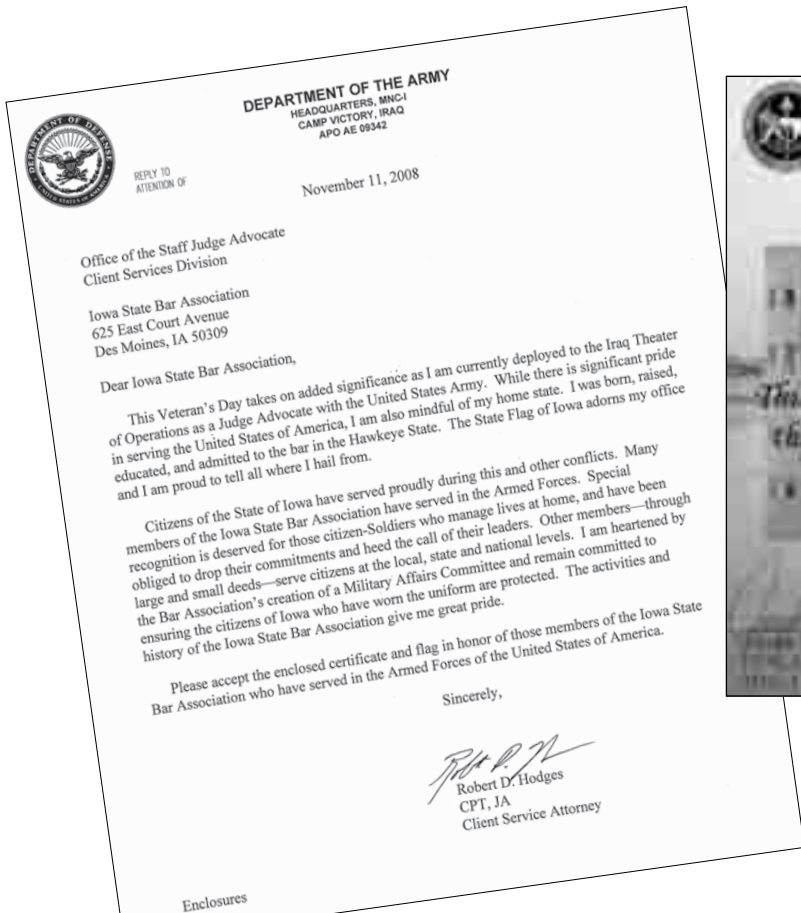 DEPARTMENT OF THE ARMY
HEADQUARTERS, MNC-I
CAMP VICTORY, IRAQ
APO AE 09342
DEPARTMENT OF DEFENSE
UNITED STATES OF AMERICA
REPLY TO
ATTENTION OF
November 11, 2008
Office of the Staff Judge Advocate
Client Services Division
Iowa State Bar Association
625 East Court Avenue
Des Moines, IA 50309
Dear Iowa State Bar Association,
This Veteran's Day takes on added significance as I am currently deployed to the Iraq Theater
of Operations as a Judge Advocate with the United States Army. While there is significant pride
in serving the United States of America, I am also mindful of my home state. I was born, raised,
educated, and admitted to the bar in the Hawkeye State. The State Flag of Iowa adorns my office
and I am proud to tell all where I hail from.
Citizens of the State of Iowa have served proudly during this and other conflicts. Many
members of the Iowa State Bar Association have served in the Armed Forces. Special
recognition is deserved for those citizen-Soldiers who manage lives at home, and have been
obliged to drop their commitments and heed the call of their leaders. Other members—through
large and small deeds—serve citizens at the local, state and national levels. I am heartened by
the Bar Association's creation of a Military Affairs Committee and remain committed to
ensuring the citizens of Iowa who have worn the uniform are protected. The activities and
history of the Iowa State Bar Association give me great pride.
Please accept the enclosed certificate and flag in honor of those members of the Iowa State
Bar Association who have served in the Armed Forces of the United States of America.
Sincerely,
Robert D. Hodges
CPT, JA
Client Service Attorney
Enclosures